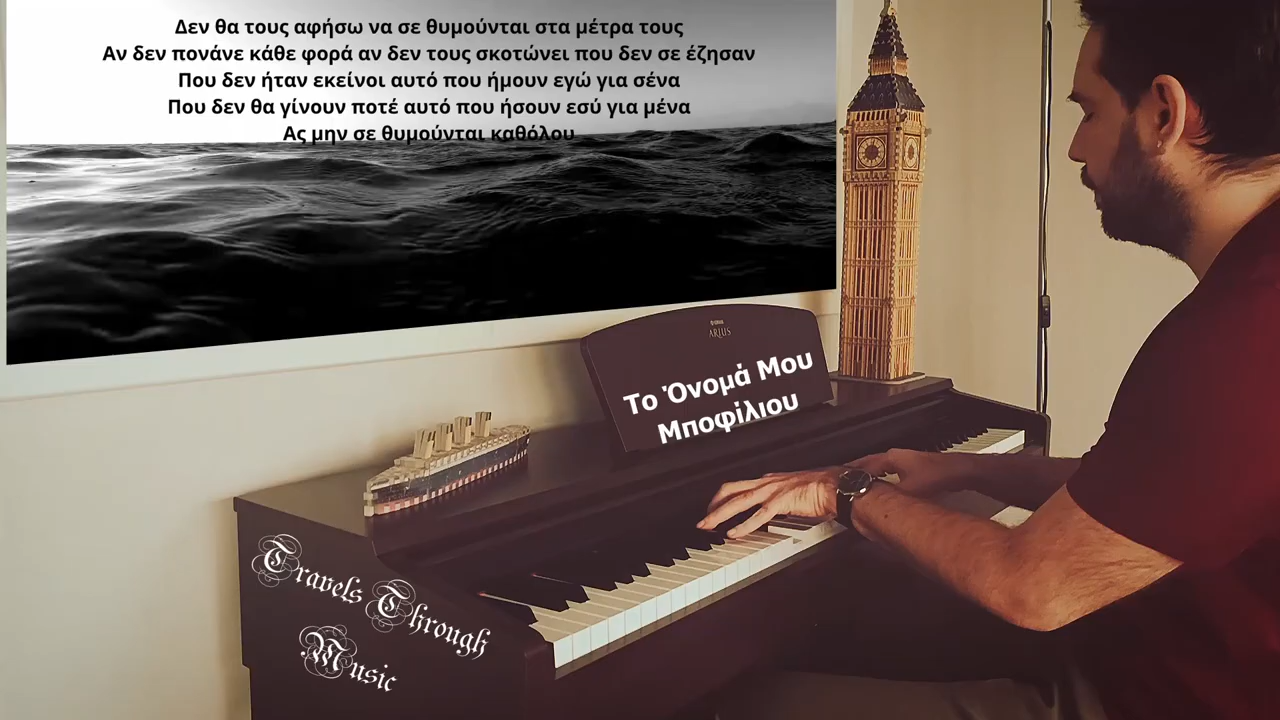 Δεν θα τους αφήσω να σε θυμούνται στα μέτρα τους
Αν δεν πονάνε κάθε φορά αν δεν τους σκοτώνει που δεν σε έζησαν
Που δεν ήταν εκείνοι αυτό που ήμουν εγώ για σένα
Που δεν θα γίνουν ποτέ αυτό που ήσουν εσύ για μένα
Ας μην σε θυμούνται καθόλου
ARIUS
Το Όνομά Μου
Μποφίλιου
Travels Through
Music